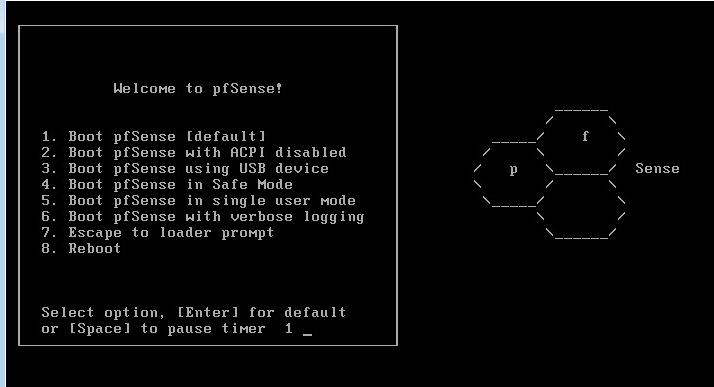 Welcome to pfSense!
1. Boot pfSense [default]
2. Boot pfSense with ACPI disabled
3. Boot pfSense using USB device
4. Boot pfSense in Safe Mode
5. Boot pfSense in single user mode
6. Boot pfSense with verbose logging
7. Escape to loader prompt
8. Reboot
Select option, [Enter] for default
or [Space] to pause timer 1 _
f
p Sense